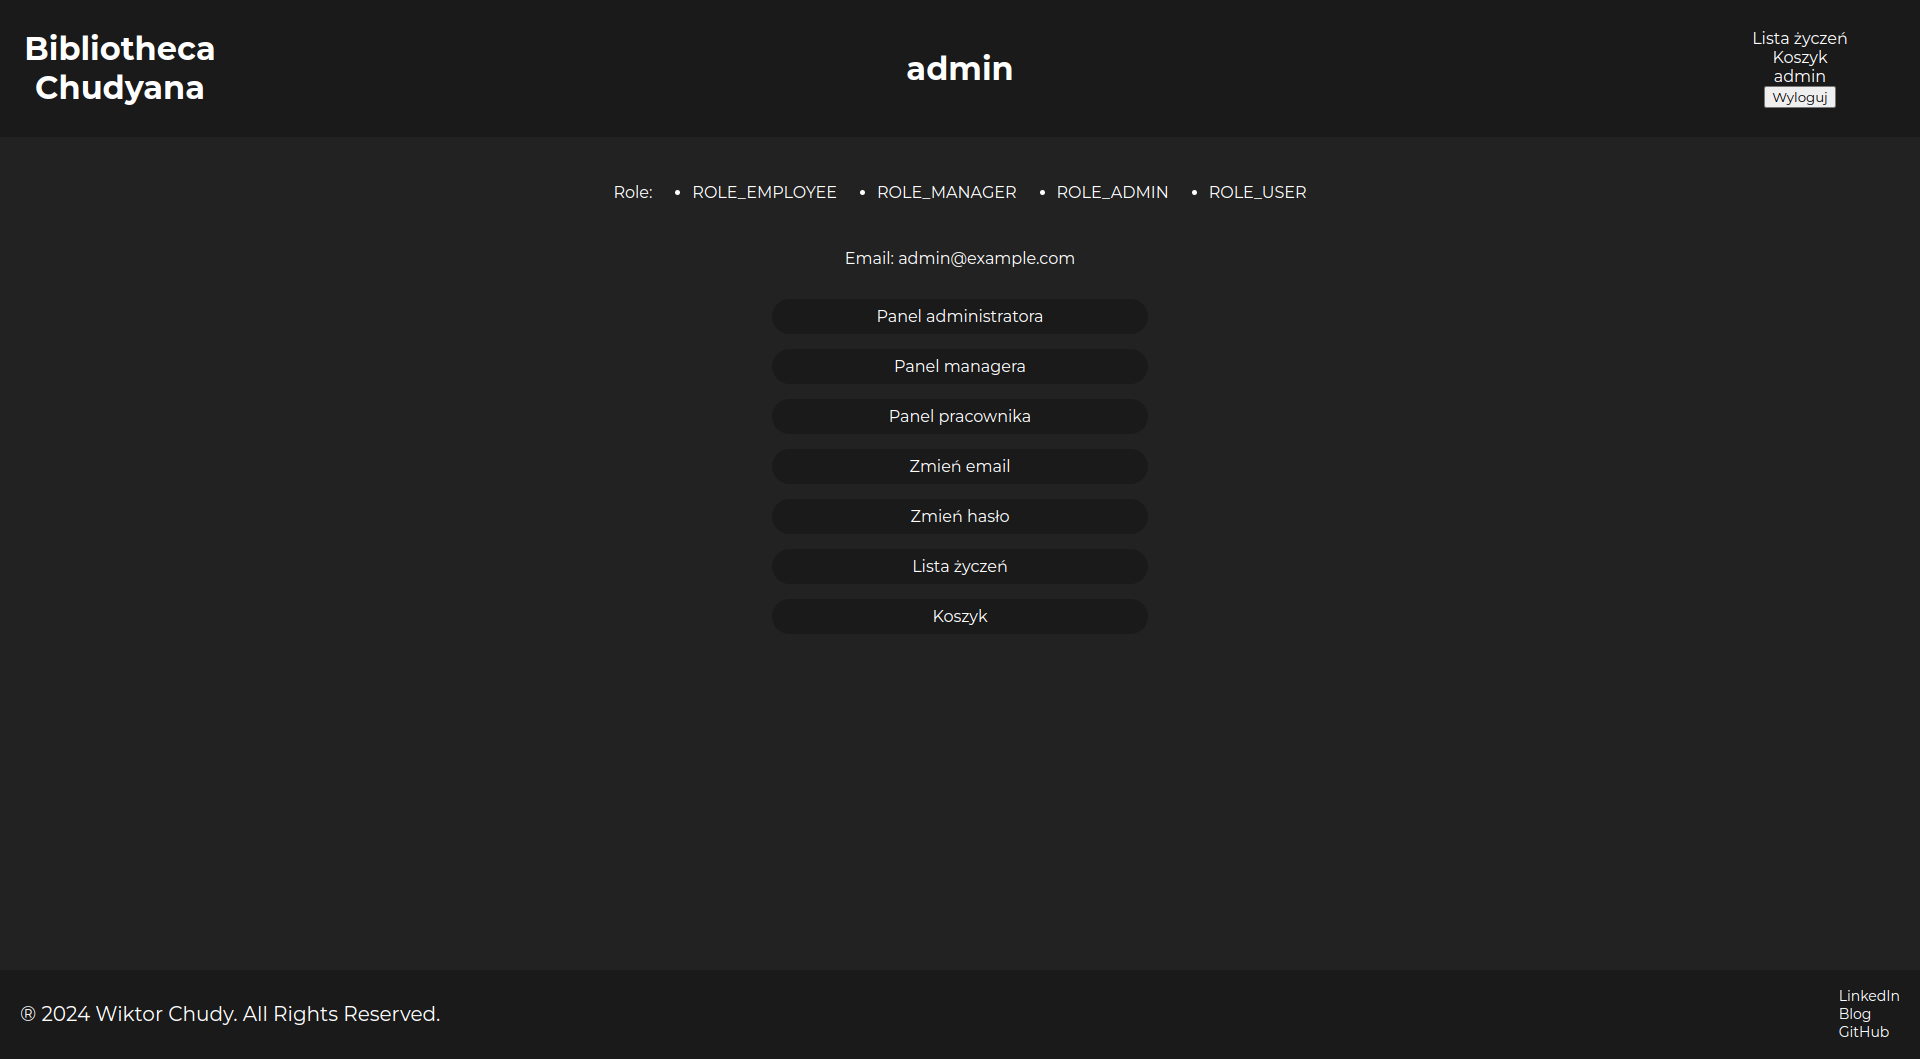 Bibliotheca
Chudyana
admin
Lista życzeń
Koszyk
admin
Wyloguj
Role: • ROLE_EMPLOYEE • ROLE_MANAGER • ROLE_ADMIN • ROLE_USER
Email: admin@example.com
Panel administratora
Panel managera
Panel pracownika
Zmień email
Zmień hasło
Lista życzeń
Koszyk
® 2024 Wiktor Chudy. All Rights Reserved.
LinkedIn
Blog
GitHub